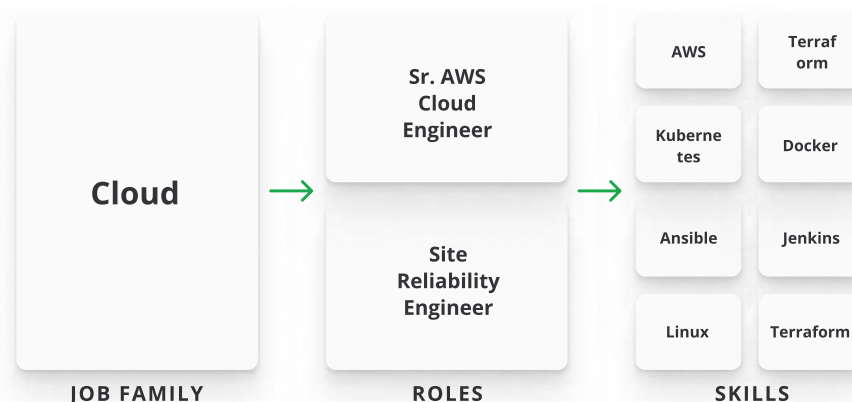 Cloud
Sr. AWS
Cloud
Engineer
Site
Reliability
Engineer
AWS
Terraf
orm
Kuberne
tes
Docker
Ansible
Jenkins
Linux
Terraform
JOB FAMILY
ROLES
SKILLS